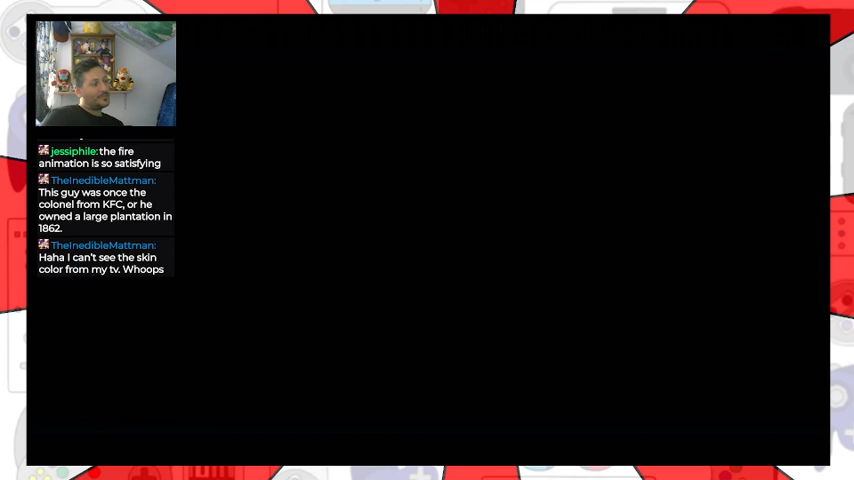 jessiphile: the fire
animation is so satisfying
TheInedibleMattman:
This guy was once the
colonel from KFC, or he
owned a large plantation in
1862.
TheInedibleMattman:
Haha I can't see the skin
color from my tv. Whoops